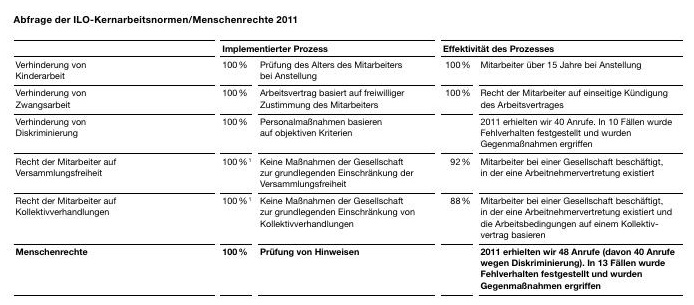 Abfrage der ILO-Kernarbeitsnormen/Menschenrechte 2011
Implementierter Prozess
Effektivität des Prozesses
Verhinderung von
Kinderarbeit
100 %
Prüfung des Alters des Mitarbeiters
bei Anstellung
100 %
Mitarbeiter über 15 Jahre bei Anstellung
Verhinderung von
Zwangsarbeit
100 %
Arbeitsvertrag basiert auf freiwilliger
Zustimmung des Mitarbeiters
100 %
Recht der Mitarbeiter auf einseitige Kündigung
des Arbeitsvertrages
Verhinderung von
Diskriminierung
100 %
Personalmaßnahmen basieren
auf objektiven Kriterien
2011 erhielten wir 40 Anrufe. In 10 Fällen wurde
Fehlverhalten festgestellt und wurden
Gegenmaßnahmen ergriffen
Recht der Mitarbeiter auf
Versammlungsfreiheit
100 % ¹
Keine Maßnahmen der Gesellschaft
zur grundlegenden Einschränkung der
Versammlungsfreiheit
92 %
Mitarbeiter bei einer Gesellschaft beschäftigt,
in der eine Arbeitnehmervertretung existiert
Recht der Mitarbeiter auf
Kollektivverhandlungen
100 % ¹
Keine Maßnahmen der Gesellschaft
zur grundlegenden Einschränkung von
Kollektivverhandlungen
88 %
Mitarbeiter bei einer Gesellschaft beschäftigt,
in der eine Arbeitnehmervertretung existiert und
die Arbeitsbedingungen auf einem Kollektiv-
vertrag basieren
Menschenrechte
100 %
Prüfung von Hinweisen
2011 erhielten wir 48 Anrufe (davon 40 Anrufe
wegen Diskriminierung). In 13 Fällen wurde
Fehlverhalten festgestellt und wurden
Gegenmaßnahmen ergriffen